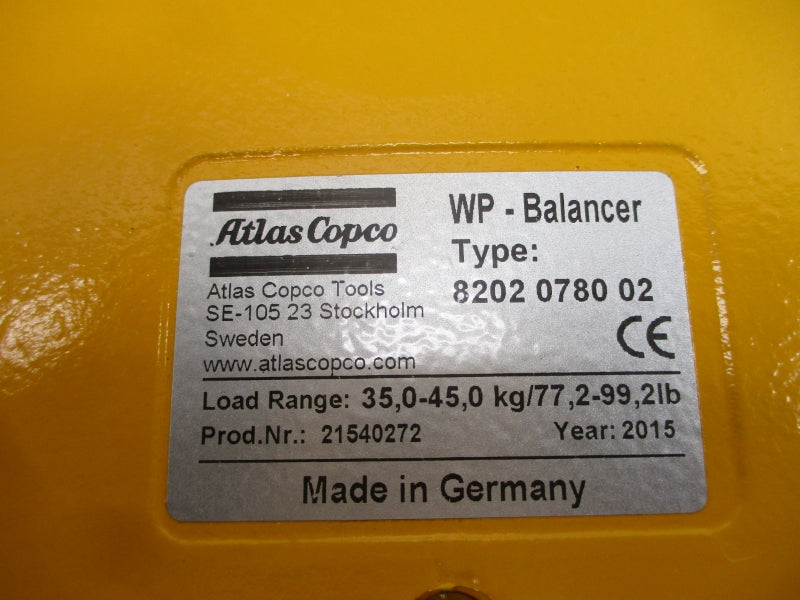 Atlas Copco
Atlas Copco Tools
SE-105 23 Stockholm
Sweden
www.atlascopco.com
WP - Balancer
Type:
8202 0780 02
CE
Load Range: 35,0-45,0 kg/77,2-99,2lb
Prod.Nr.: 21540272 Year: 2015
Made in Germany